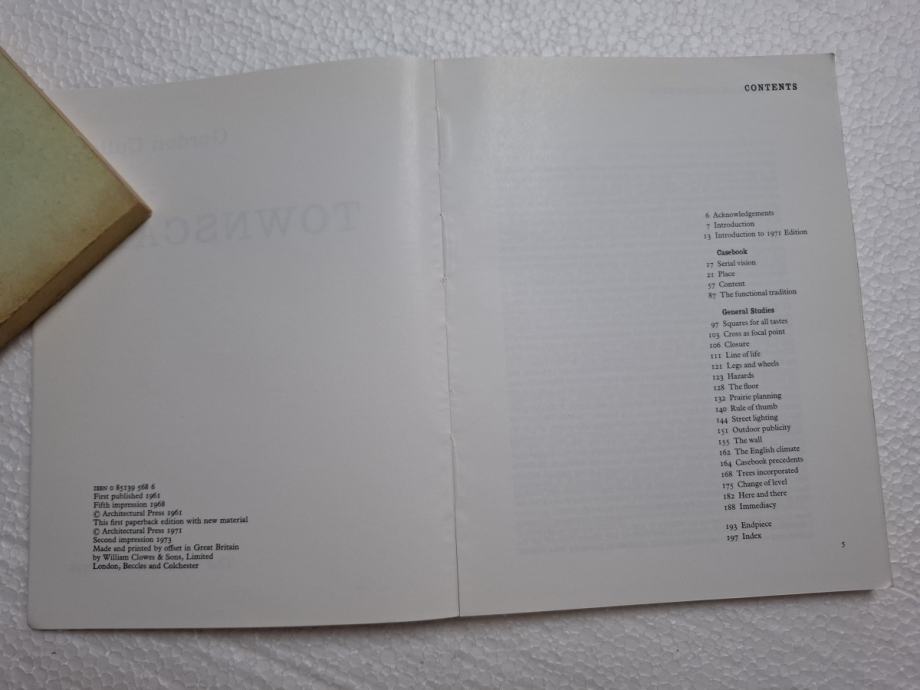 ISBN 0 85139 568 6
First published 1961
Fifth impression 1968
© Architectural Press 1961
This first paperback edition with new material
© Architectural Press 1971
Second impression 1973
Made and printed by offset in Great Britain
by William Clowes & Sons, Limited
London, Beccles and Colchester
CONTENTS
6 Acknowledgements
7 Introduction
13 Introduction to 1971 Edition
Casebook
17 Serial vision
21 Place
57 Content
87 The functional tradition
General Studies
97 Squares for all tastes
103 Cross as focal point
106 Closure
111 Line of life
121 Legs and wheels
123 Hazards
128 The floor
132 Prairie planning
140 Rule of thumb
144 Street lighting
151 Outdoor publicity
155 The wall
162 The English climate
164 Casebook precedents
168 Trees incorporated
175 Change of level
182 Here and there
188 Immediacy
193 Endpiece
197 Index
5